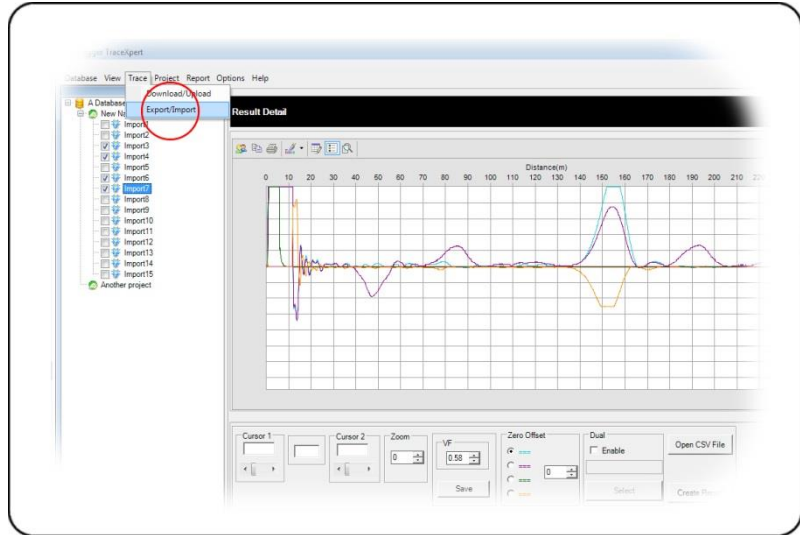 TraceXpert
Database View Trace Project Report Options Help
Download/Upload
Export/Import
A Database
New
Import1
Import2
Import3
Import4
Import5
Import6
Import7
Import8
Import9
Import10
Import11
Import12
Import13
Import14
Import15
Another project
Result Detail
Distance(m)
0 10 20 30 40 50 60 70 80 90 100 110 120 130 140 150 160 170 180 190 200 210
Cursor 1
Cursor 2
Zoom
0
VF
0.58
Save
Zero Offset
0
Dual
Enable
Select
Open CSV File
Create